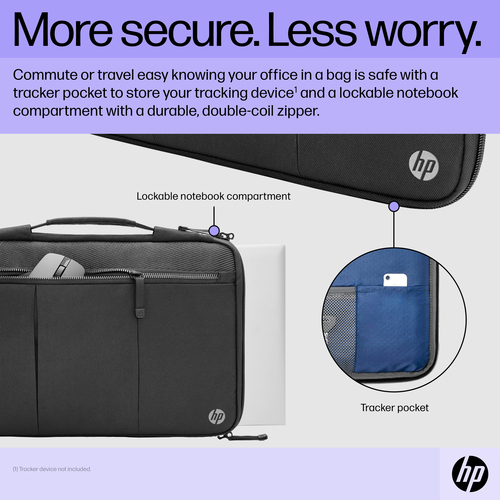 More secure. Less worry.
Commute or travel easy knowing your office in a bag is safe with a
tracker pocket to store your tracking device¹ and a lockable notebook
compartment with a durable, double-coil zipper.
hp
Lockable notebook compartment
hp
Tracker pocket
(1) Tracker device not included.
hp